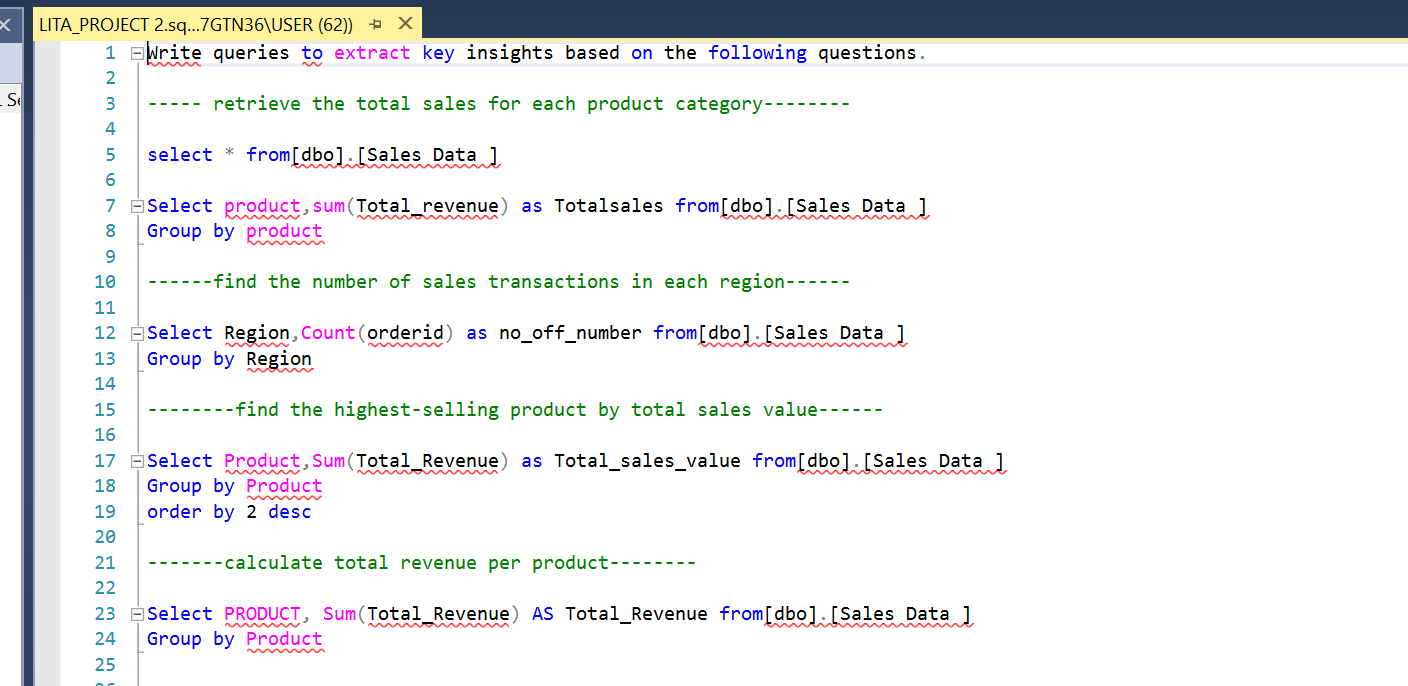 LITA_PROJECT 2.sq...7GTN36\USER (62))
1 Write queries to extract key insights based on the following questions.
2
3 ----- retrieve the total sales for each product category--------
4
5 select * from[dbo].[Sales Data ]
6
7 Select product,sum(Total_revenue) as Totalsales from[dbo].[Sales Data ]
8 Group by product
9
10 ------find the number of sales transactions in each region------
11
12 Select Region,Count(orderid) as no_off_number from[dbo].[Sales Data ]
13 Group by Region
14
15 --------find the highest-selling product by total sales value------
16
17 Select Product,Sum(Total_Revenue) as Total_sales_value from[dbo].[Sales Data ]
18 Group by Product
19 order by 2 desc
20
21 -------calculate total revenue per product--------
22
23 Select PRODUCT, Sum(Total_Revenue) AS Total_Revenue from[dbo].[Sales Data ]
24 Group by Product
25